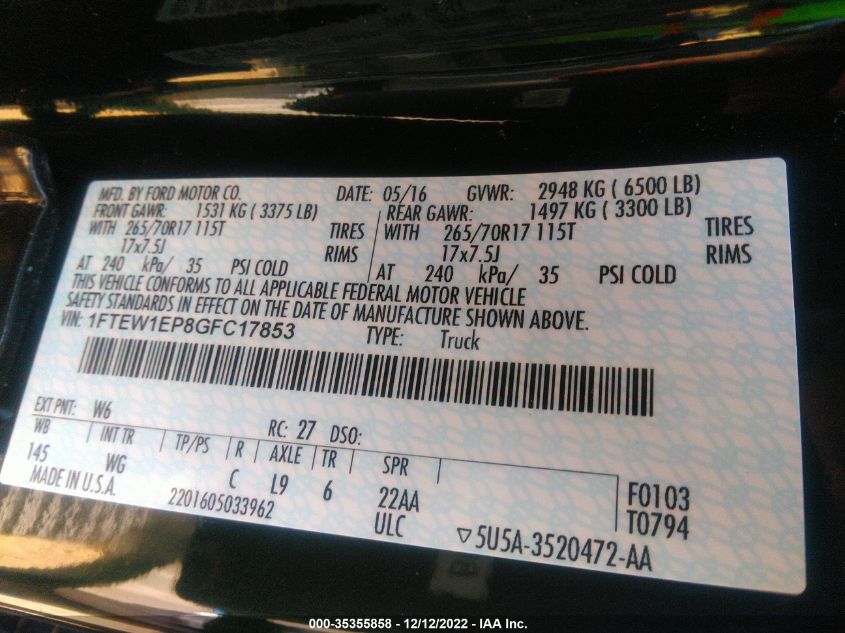 MFD. BY FORD MOTOR CO. DATE: 05/16 GVWR: 2948 KG ( 6500 LB)
FRONT GAWR: 1531 KG ( 3375 LB) REAR GAWR: 1497 KG ( 3300 LB)
WITH 265/70R17 115T TIRES WITH 265/70R17 115T TIRES
17x7.5J RIMS 17x7.5J RIMS
AT 240 kPa/ 35 PSI COLD AT 240 kPa/ 35 PSI COLD
THIS VEHICLE CONFORMS TO ALL APPLICABLE FEDERAL MOTOR VEHICLE
SAFETY STANDARDS IN EFFECT ON THE DATE OF MANUFACTURE SHOWN ABOVE.
VIN: 1FTEW1EP8GFC17853 TYPE: Truck
EXT PNT: W6 RC: 27 DSO:
WB INT TR TP/PS R AXLE TR SPR
145 WG C L9 6 22AA F0103
MADE IN U.S.A. 2201605033962 ULC T0794
▽5U5A-3520472-AA
000-35355858 - 12/12/2022 - IAA Inc.